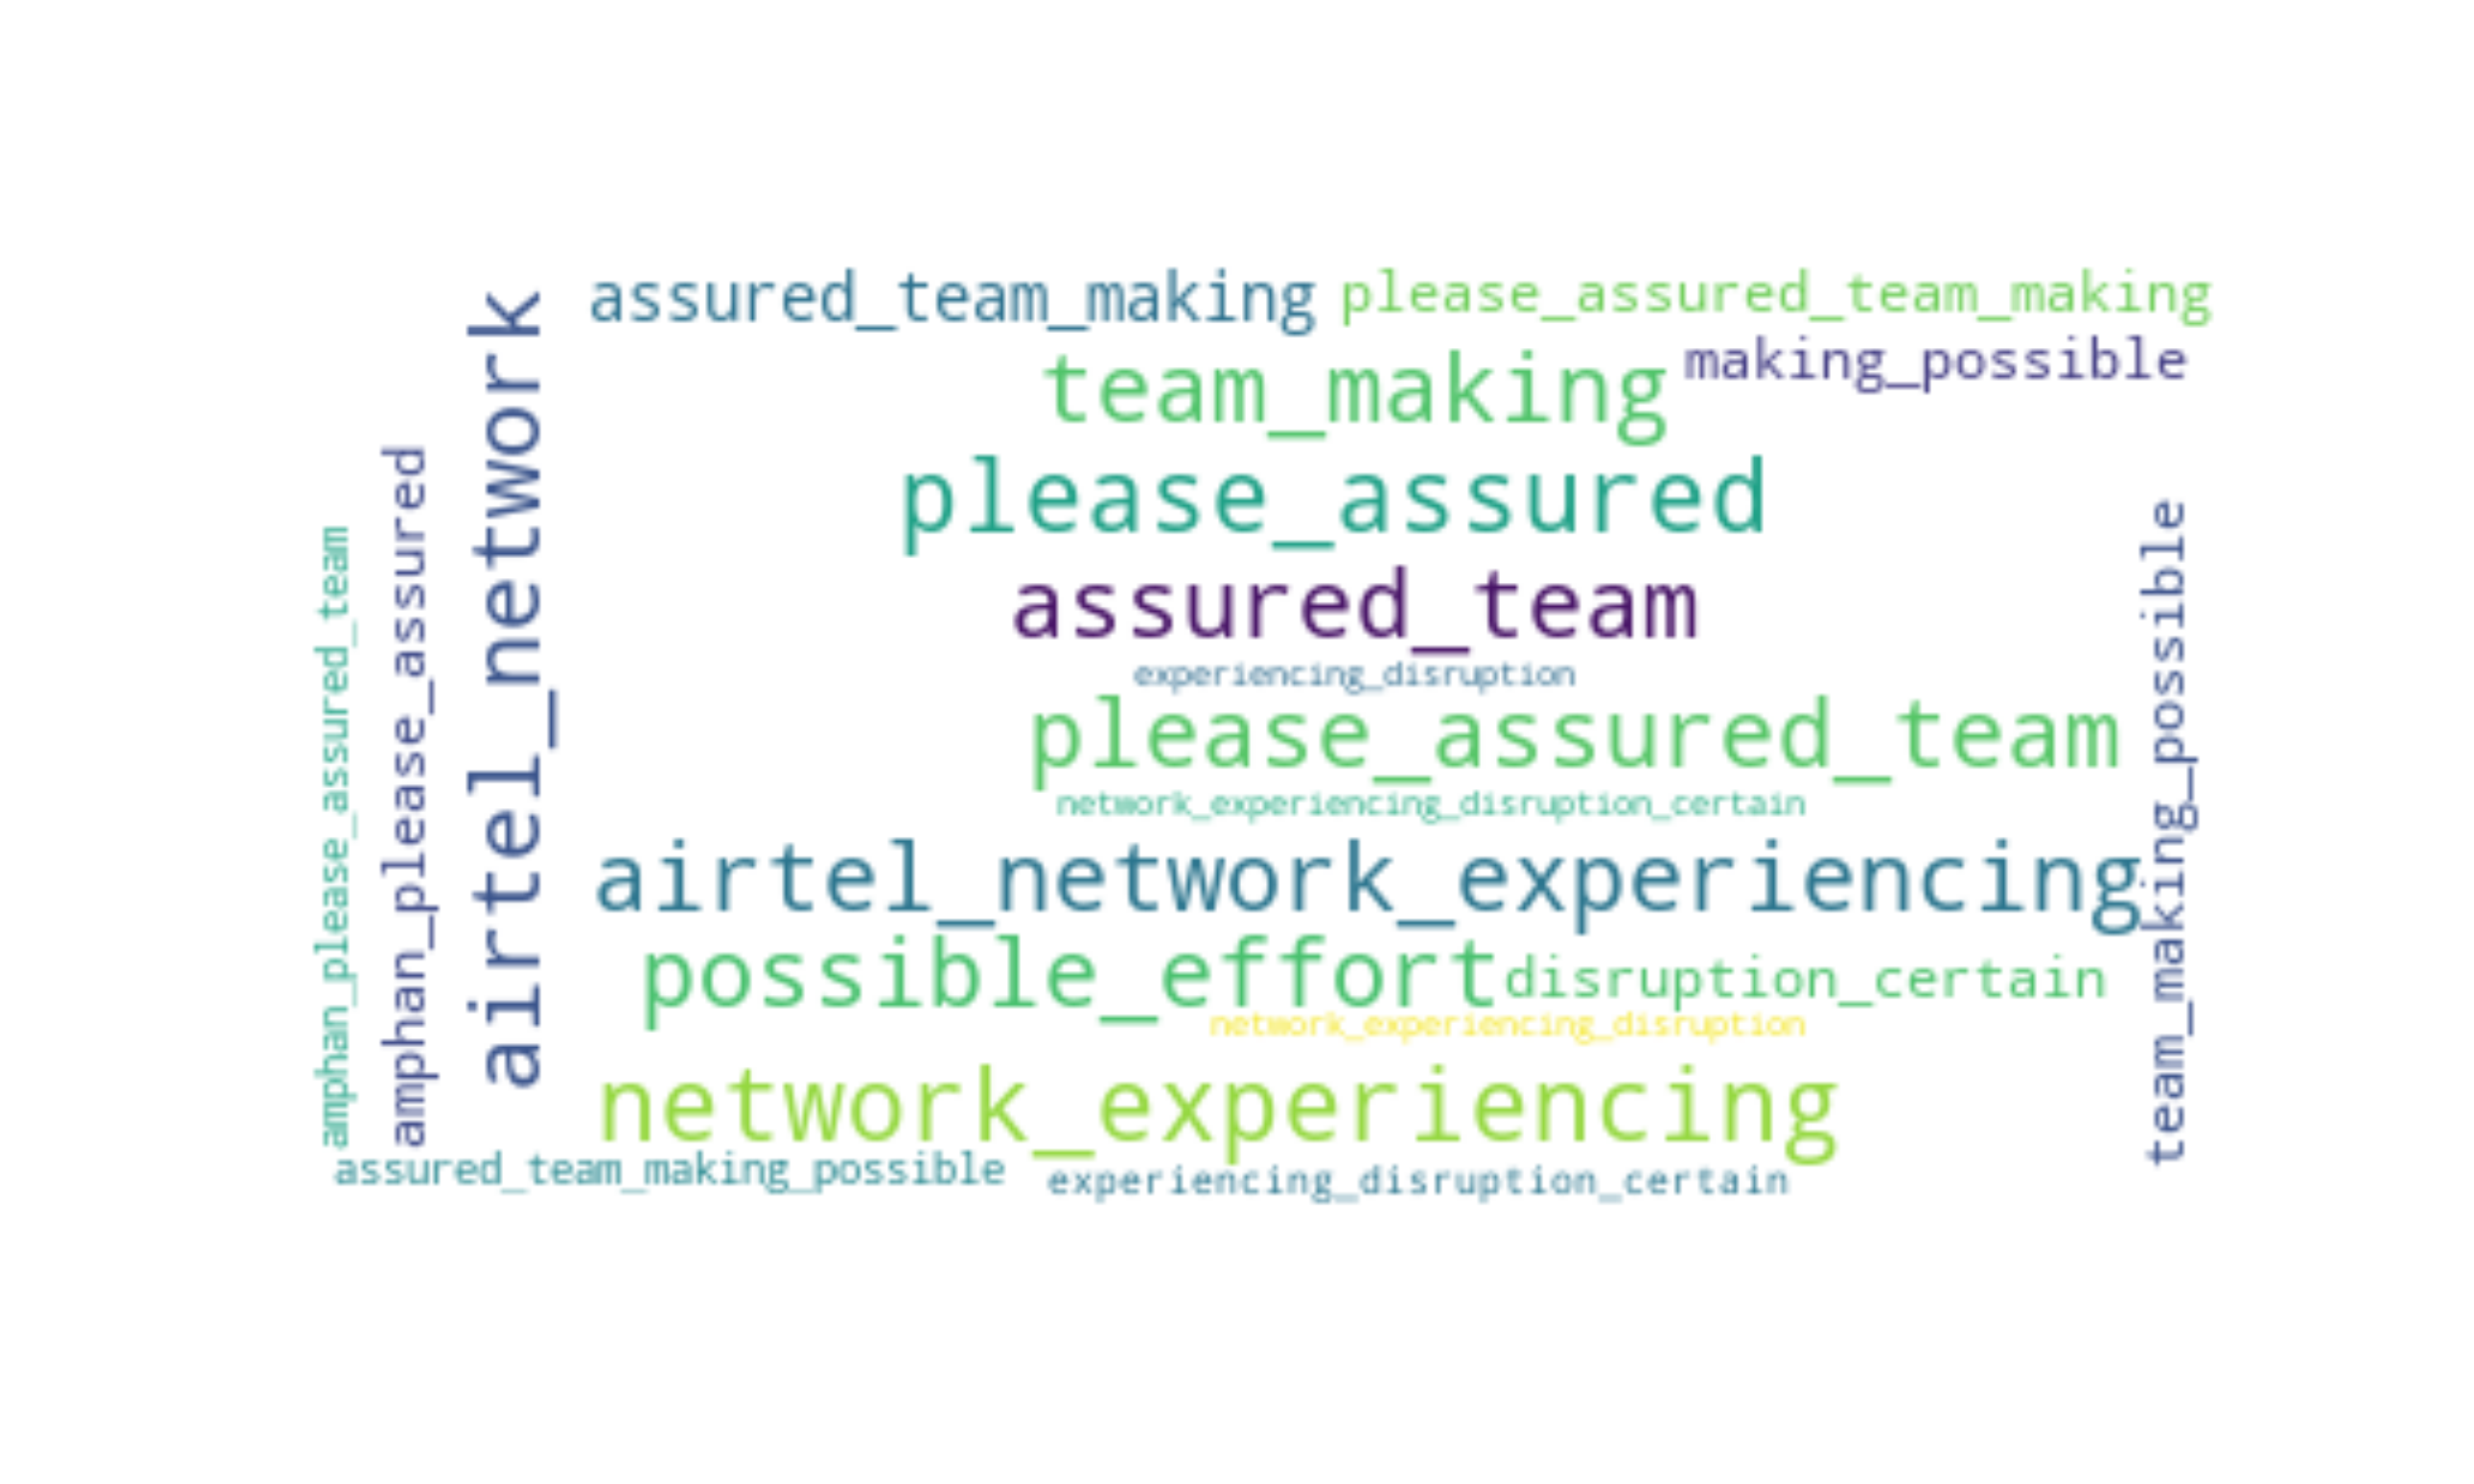 assured_team_making please_assured_team_making
team_making making_possible
please_assured
assured_team
experiencing_disruption
please_assured_team
network_experiencing_disruption_certain
airtel_network_experiencing
possible_effort disruption_certain
network_experiencing_disruption
network_experiencing
assured_team_making_possible experiencing_disruption_certain
amphan_please_assured_team
amphan_please_assured
airtel_network
team_making_possible